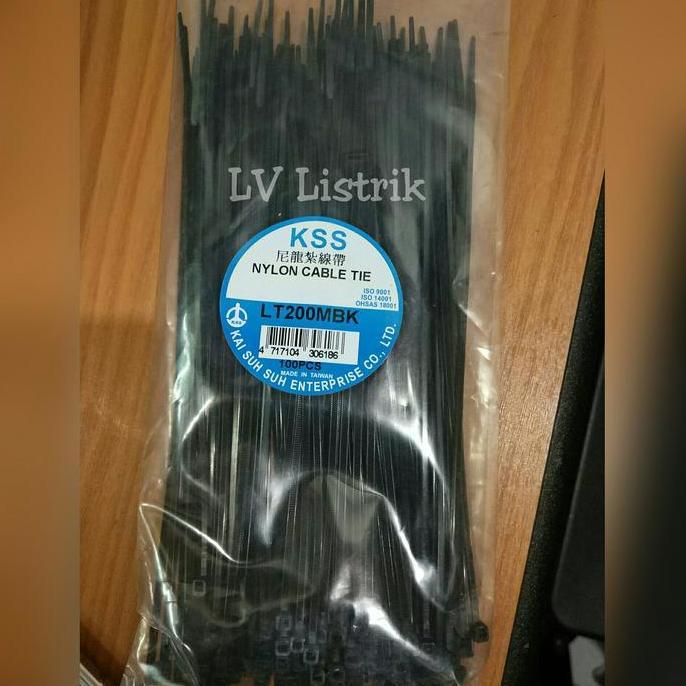 LV Listrik
KSS
尼龍紮線帶
NYLON CABLE TIE
ISO 9001
ISO 14001
OHSAS 18001
LT200MBK
4 717104 306186
100PCS
MADE IN TAIWAN
KAI SUH SUH ENTERPRISE CO., LTD.